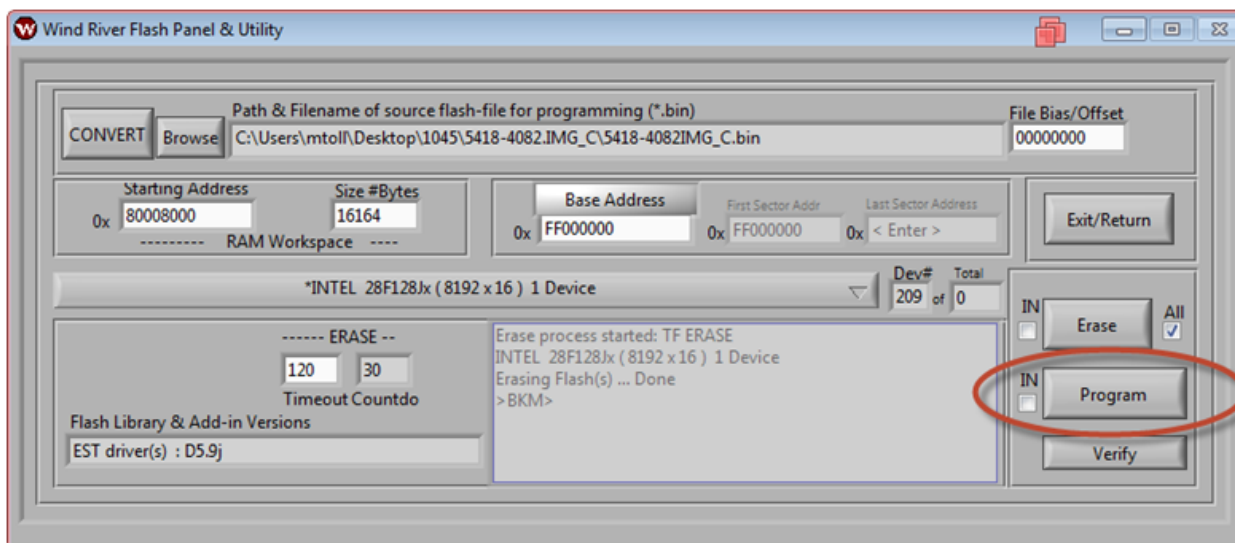 Wind River Flash Panel & Utility
Path & Filename of source flash-file for programming (*.bin)
File Bias/Offset
CONVERT
Browse
C:\Users\mtoll\Desktop\1045\5418-4082.IMG_C\5418-4082IMG_C.bin
00000000
Starting Address
Size #Bytes
0x 80008000
16164
--------- RAM Workspace ----
Base Address
First Sector Addr
Last Sector Address
0x FF000000
0x FF000000
0x < Enter >
Exit/Return
*INTEL 28F128Jx ( 8192 x 16 ) 1 Device
Dev#
Total
209 of 0
------ ERASE --
120
30
Timeout Countdo
Flash Library & Add-in Versions
EST driver(s) : D5.9j
Erase process started: TF ERASE
INTEL 28F128Jx ( 8192 x 16 ) 1 Device
Erasing Flash(s) ... Done
>BKM>
IN
Erase
All
IN
Program
Verify